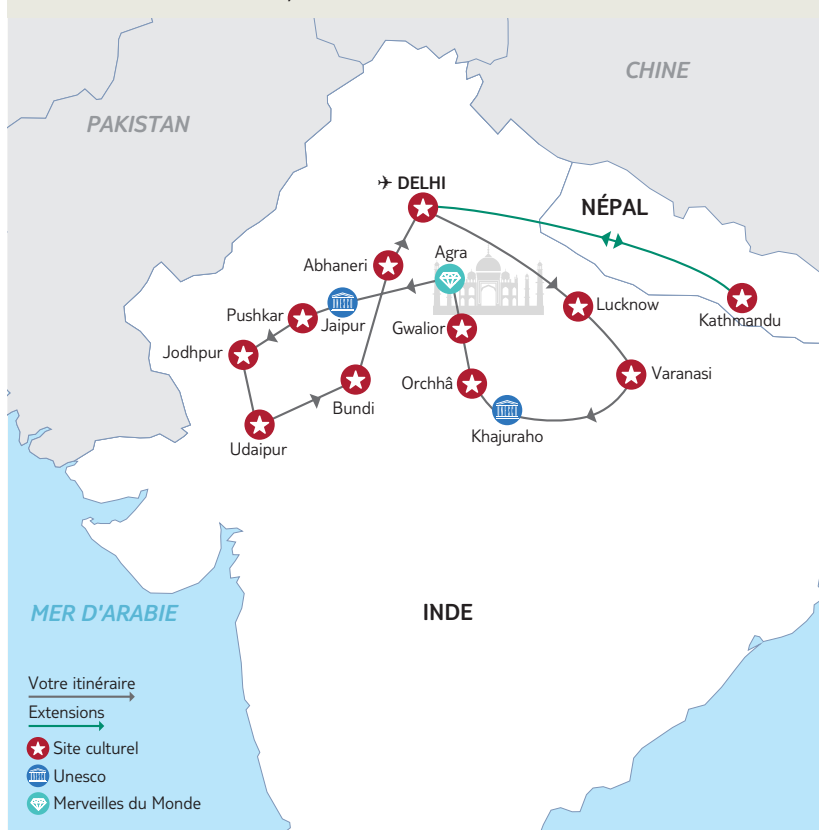 CHINE
PAKISTAN
✈ DELHI
NÉPAL
Agra
Abhaneri
Lucknow
Pushkar
Jaipur
Gwalior
Kathmandu
Jodhpur
Orchhâ
Varanasi
Bundi
Khajuraho
Udaipur
MER D'ARABIE
INDE
Votre itinéraire
Extensions
Site culturel
Unesco
Merveilles du Monde